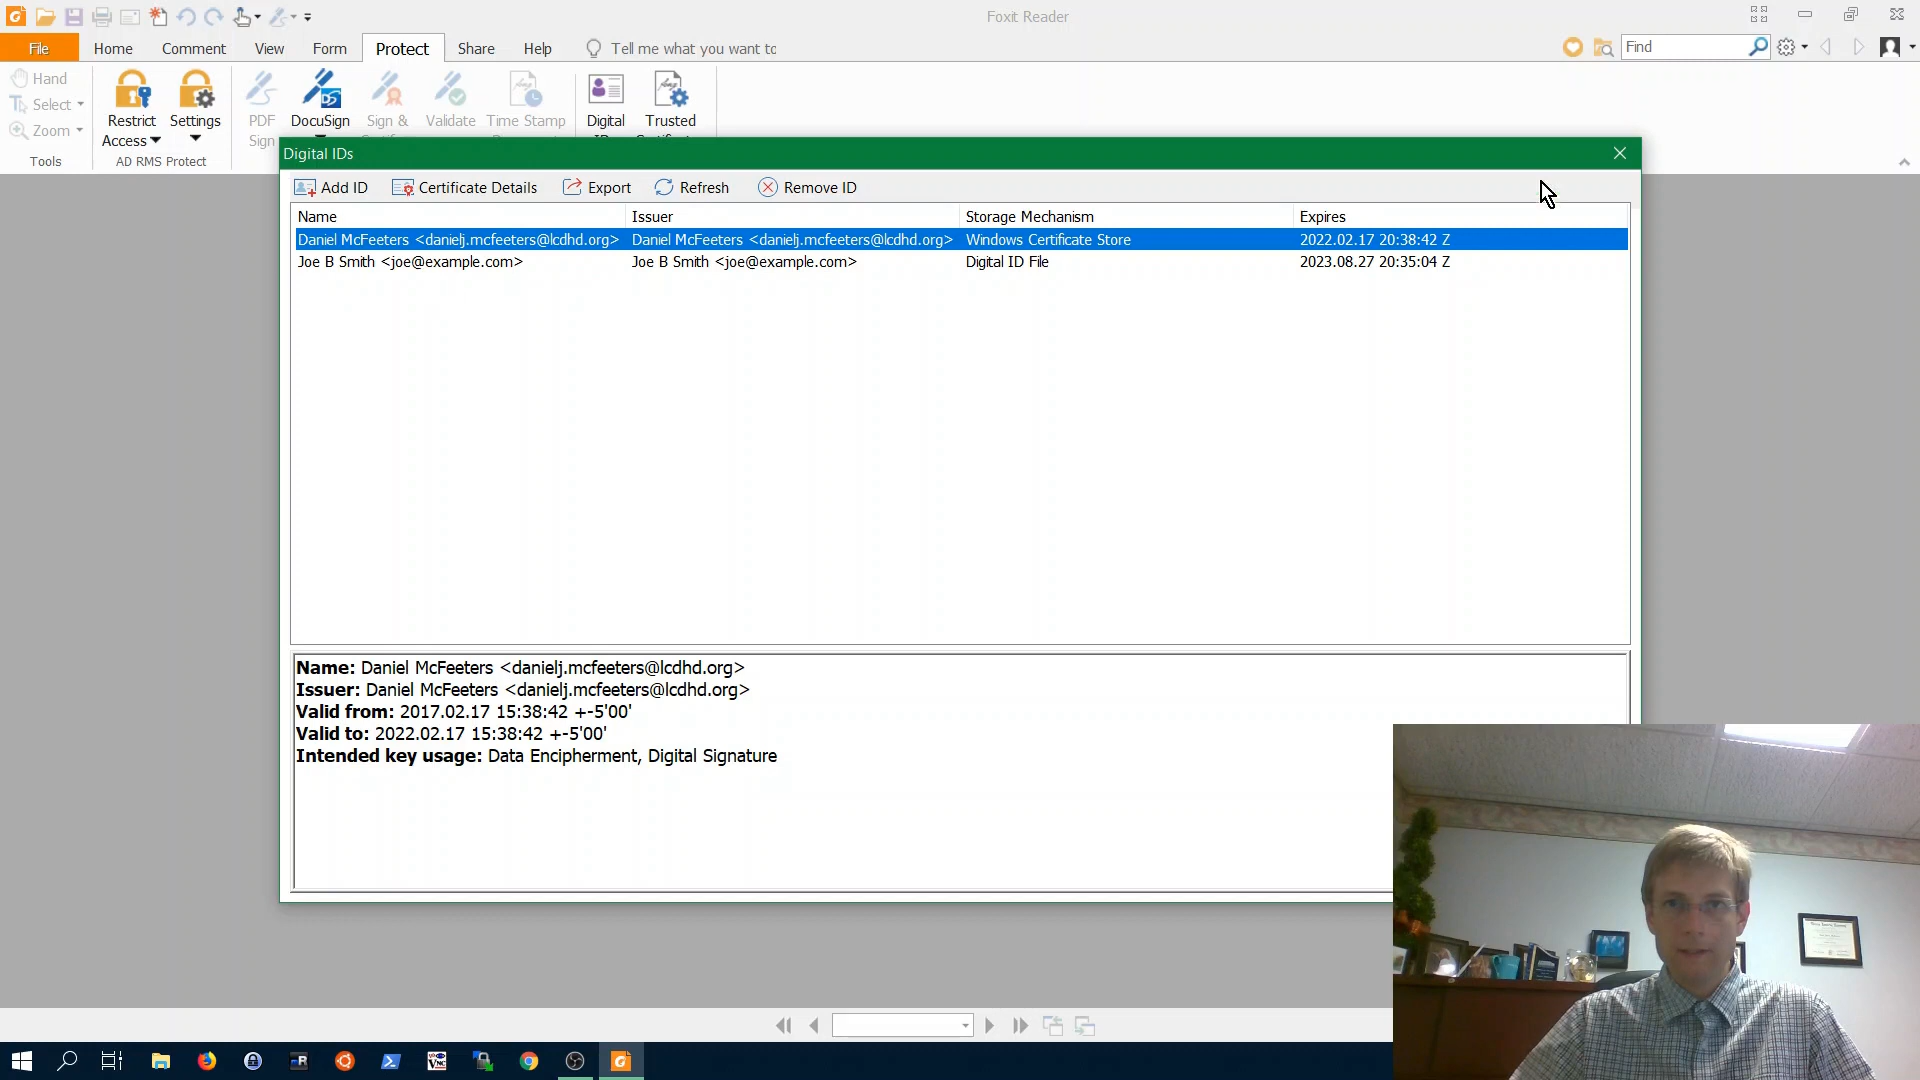 Foxit Reader
File Home Comment View Form Protect Share Help Tell me what you want to
Find
Hand
Select
Zoom
Tools
Restrict
Access
Settings
AD RMS Protect
PDF
Sign
DocuSign
Sign &
Validate
Time Stamp
Digital
Trusted
Digital IDs
Add ID Certificate Details Export Refresh Remove ID
Name Issuer Storage Mechanism Expires
Daniel McFeeters <danielj.mcfeeters@lcdhd.org> Daniel McFeeters <danielj.mcfeeters@lcdhd.org> Windows Certificate Store 2022.02.17 20:38:42 Z
Joe B Smith <joe@example.com> Joe B Smith <joe@example.com> Digital ID File 2023.08.27 20:35:04 Z
Name: Daniel McFeeters <danielj.mcfeeters@lcdhd.org>
Issuer: Daniel McFeeters <danielj.mcfeeters@lcdhd.org>
Valid from: 2017.02.17 15:38:42 +-5'00'
Valid to: 2022.02.17 15:38:42 +-5'00'
Intended key usage: Data Encipherment, Digital Signature